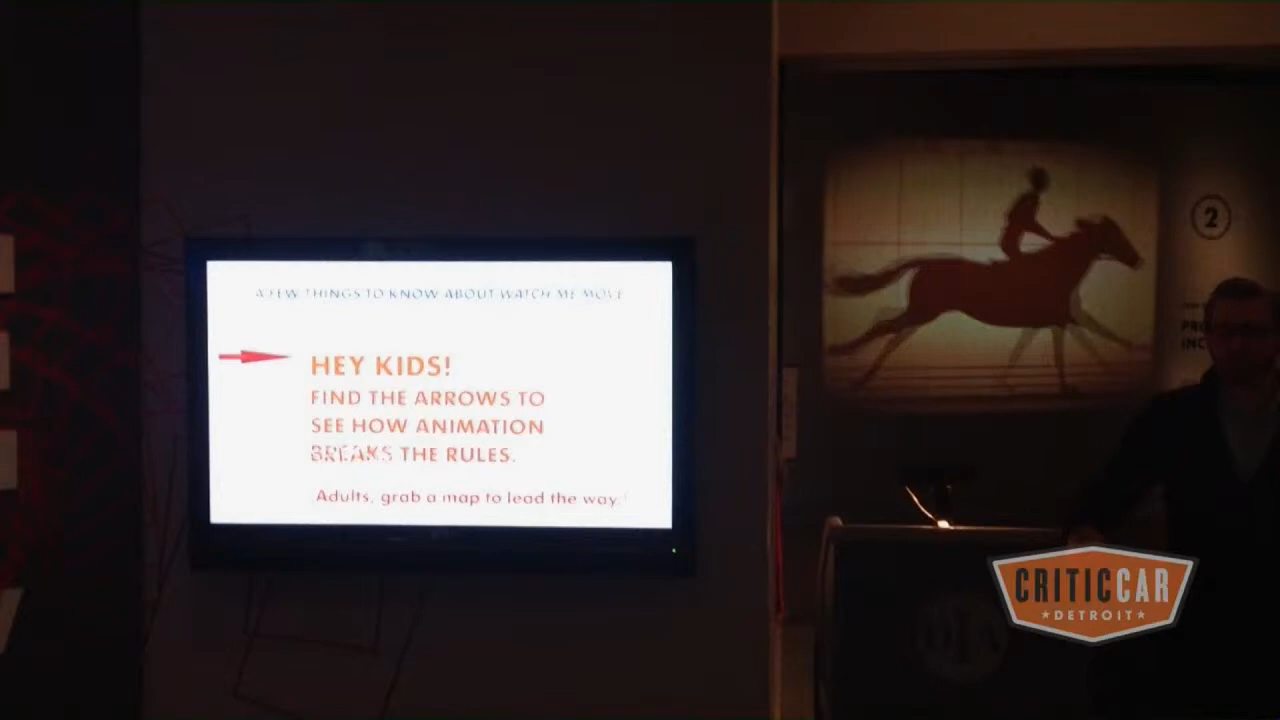 A FEW THINGS TO KNOW ABOUT WATCH ME MOVE
HEY KIDS!
FIND THE ARROWS TO
SEE HOW ANIMATION
BREAKS THE RULES.
Adults, grab a map to lead the way!
2
DIA
CRITICCAR
★DETROIT★